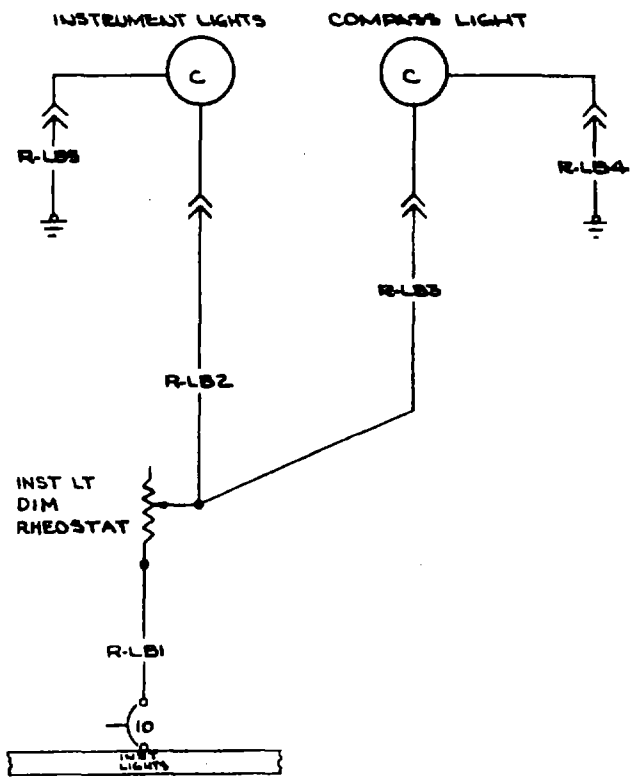 INSTRUMENT LIGHTS
COMPASS LIGHT
C
C
R-LB5
R-LB4
R-LB3
R-LB2
INST LT
DIM
RHEOSTAT
R-LB1
10
INST
LIGHTS